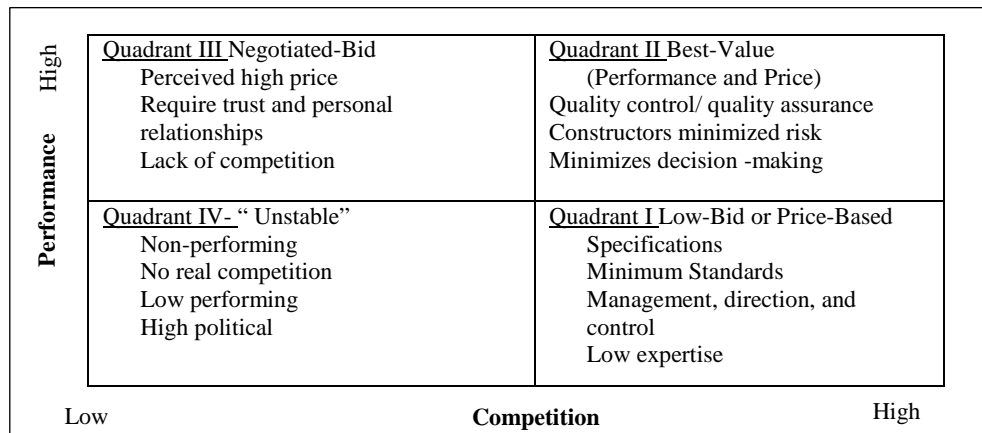 High
Performance
Quadrant III Negotiated-Bid
Perceived high price
Require trust and personal
relationships
Lack of competition
Quadrant II Best-Value
(Performance and Price)
Quality control/ quality assurance
Constructors minimized risk
Minimizes decision -making
Quadrant IV- “ Unstable”
Non-performing
No real competition
Low performing
High political
Quadrant I Low-Bid or Price-Based
Specifications
Minimum Standards
Management, direction, and
control
Low expertise
Low
Competition
High